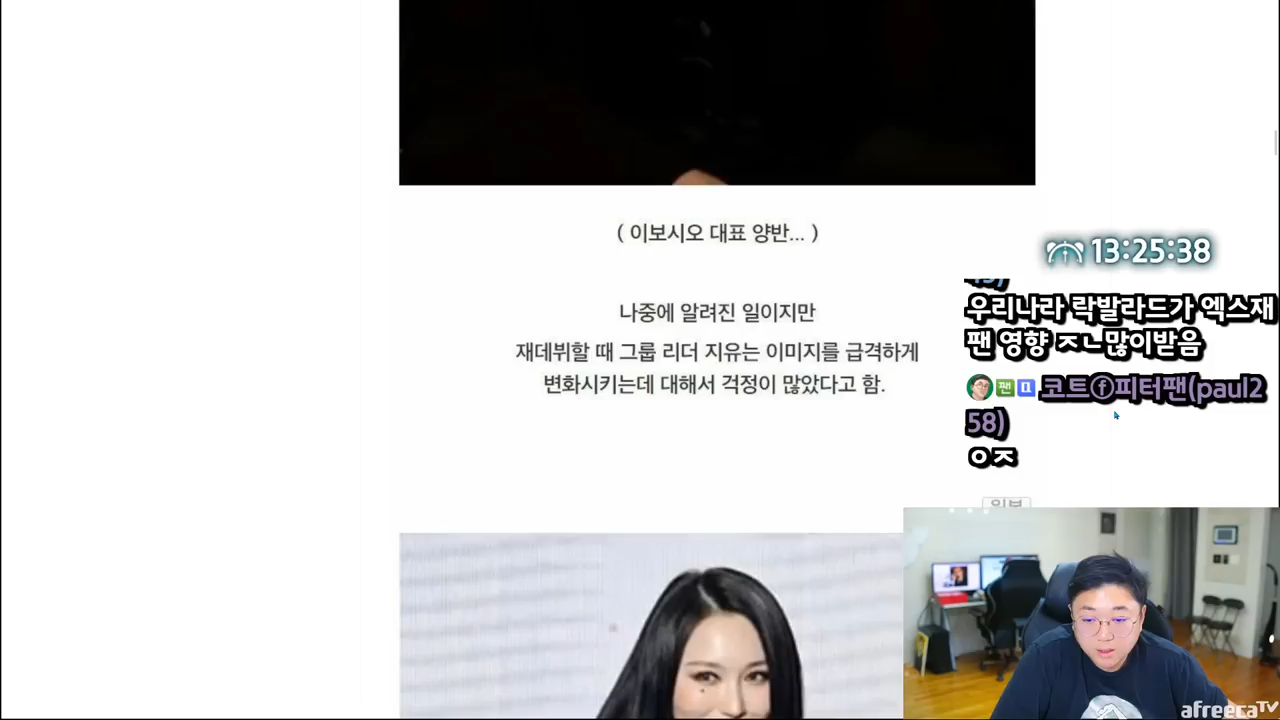 ( 이보시오 대표 양반... )
나중에 알려진 일이지만
재데뷔할 때 그룹 리더 지유는 이미지를 급격하게
변화시키는데 대해서 걱정이 많았다고 함.
13:25:38
우리나라 락발라드가 엑스재
팬 영향 ㅈㄴ많이받음
팬 코트ⓕ피터팬(paul2
58)
ㅇㅈ
afreecaTV